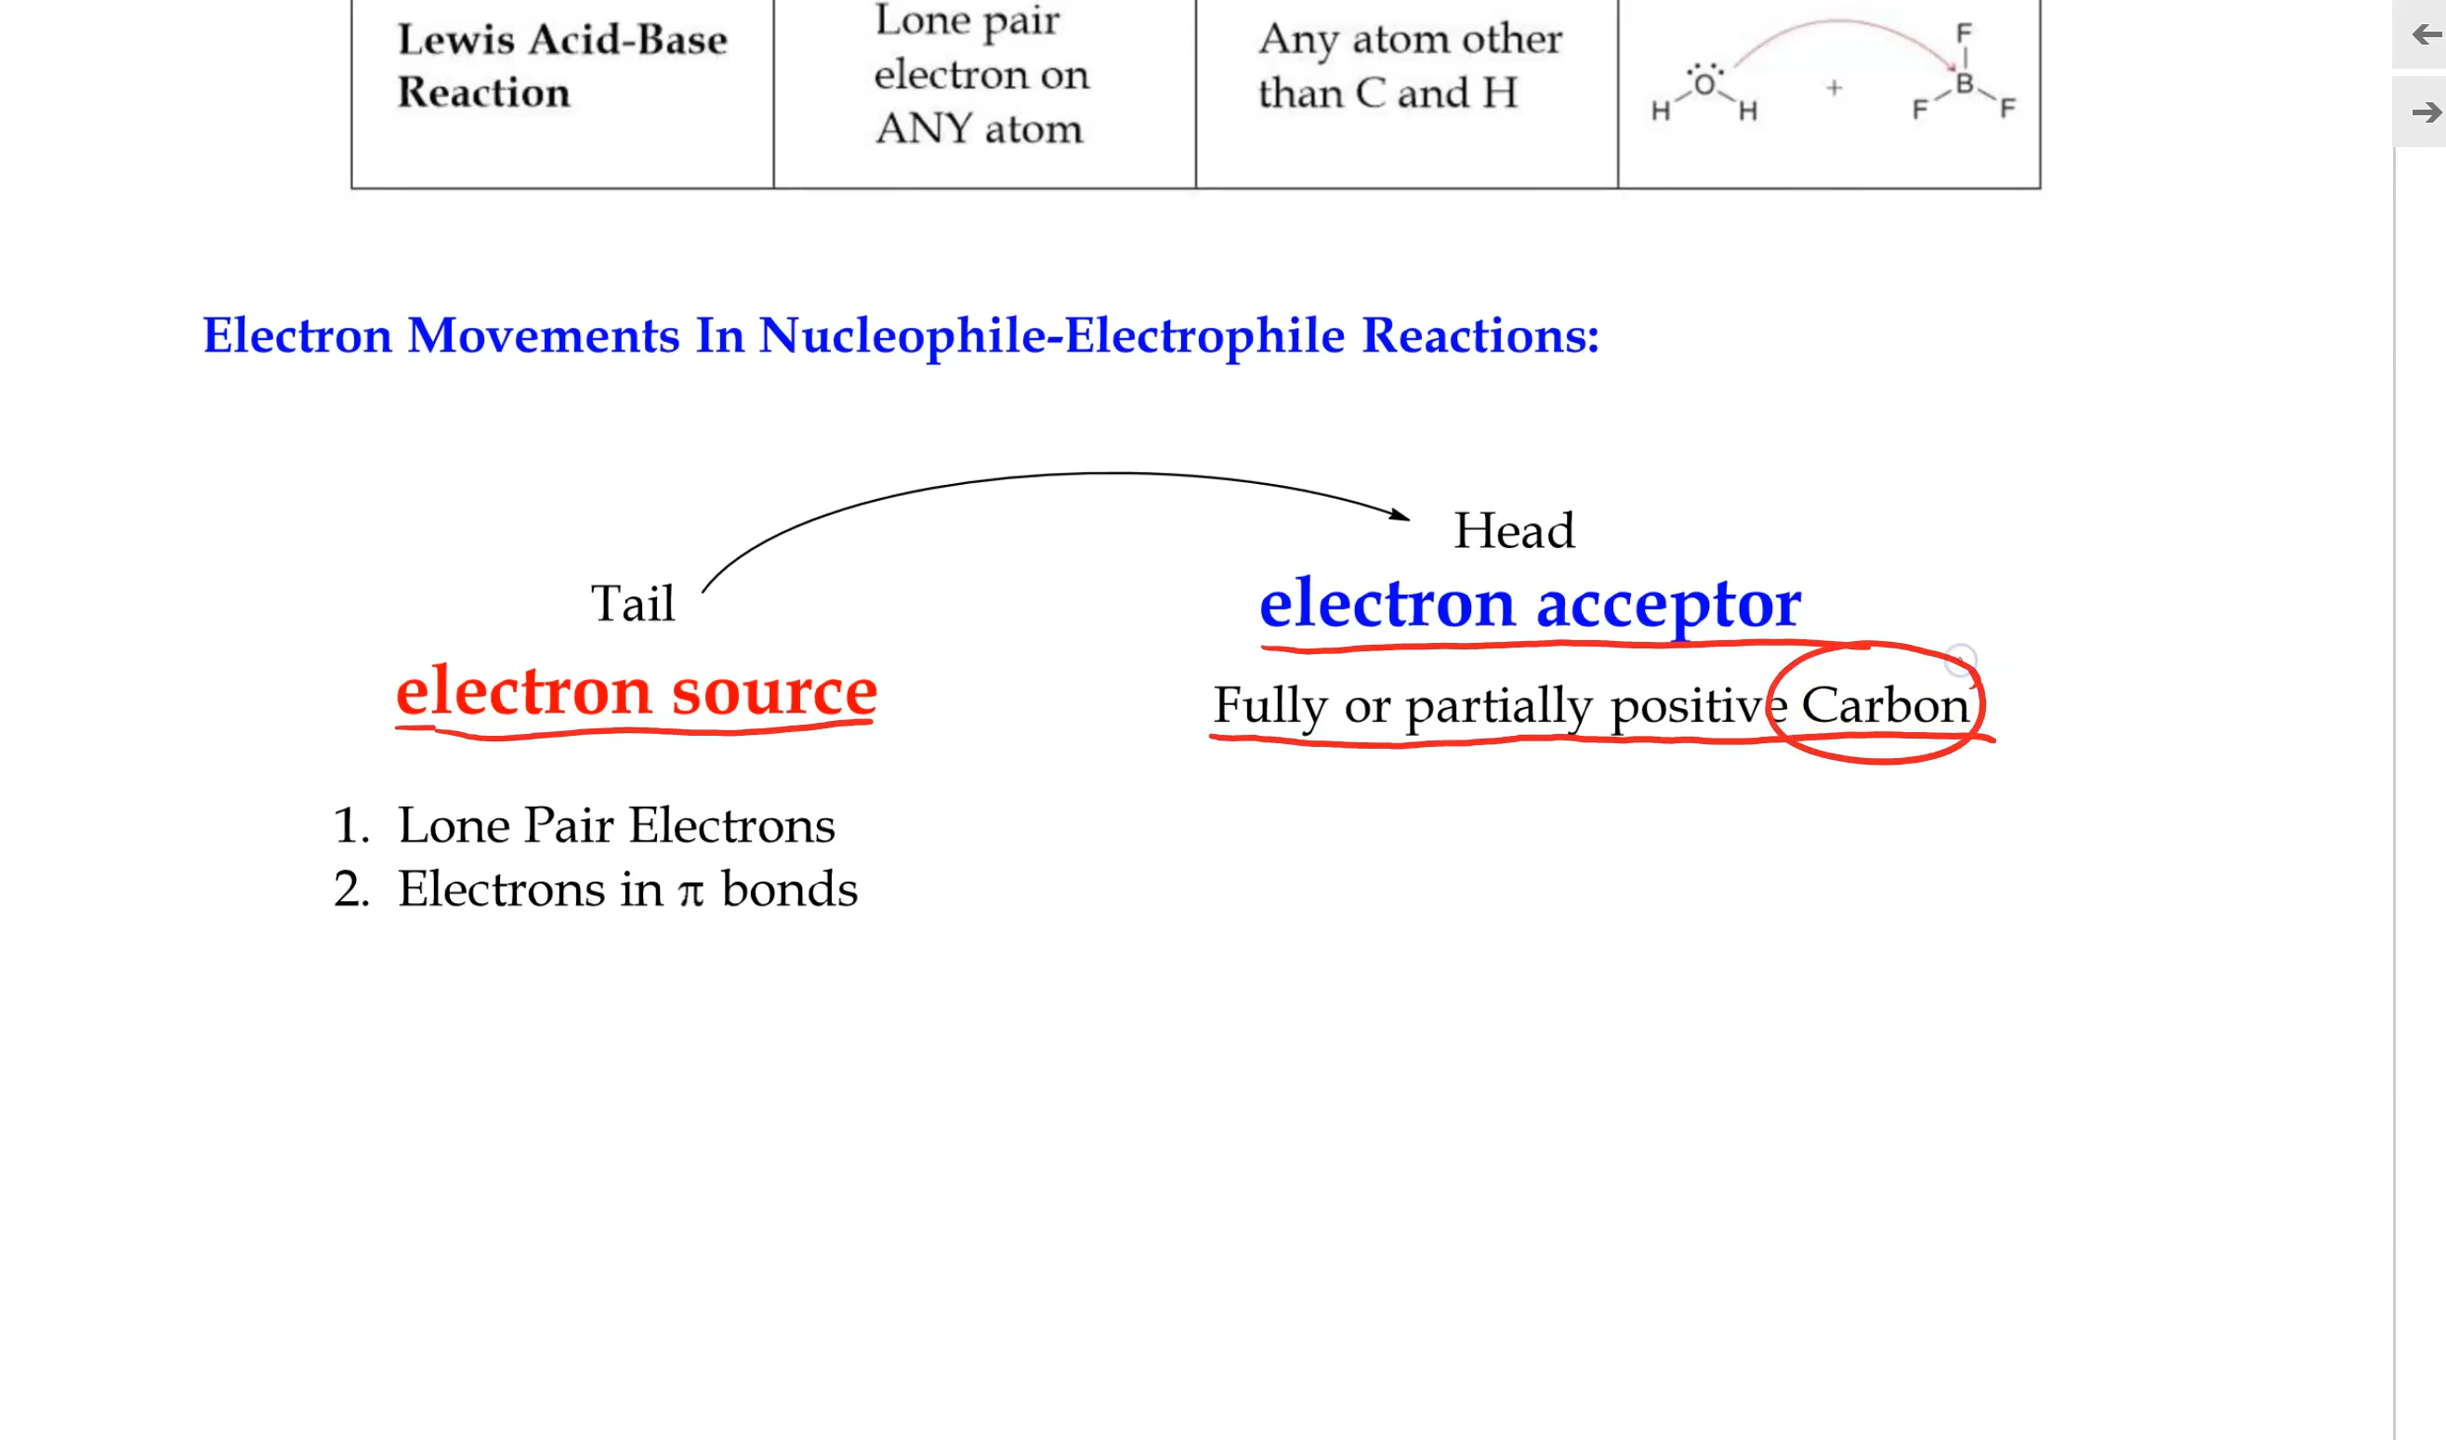 Lewis Acid-Base
Reaction
Lone pair
electron on
ANY atom
Any atom other
than C and H
H O H
+
F
B
F F
Electron Movements In Nucleophile-Electrophile Reactions:
Tail
electron source
1. Lone Pair Electrons
2. Electrons in π bonds
Head
electron acceptor
Fully or partially positive Carbon